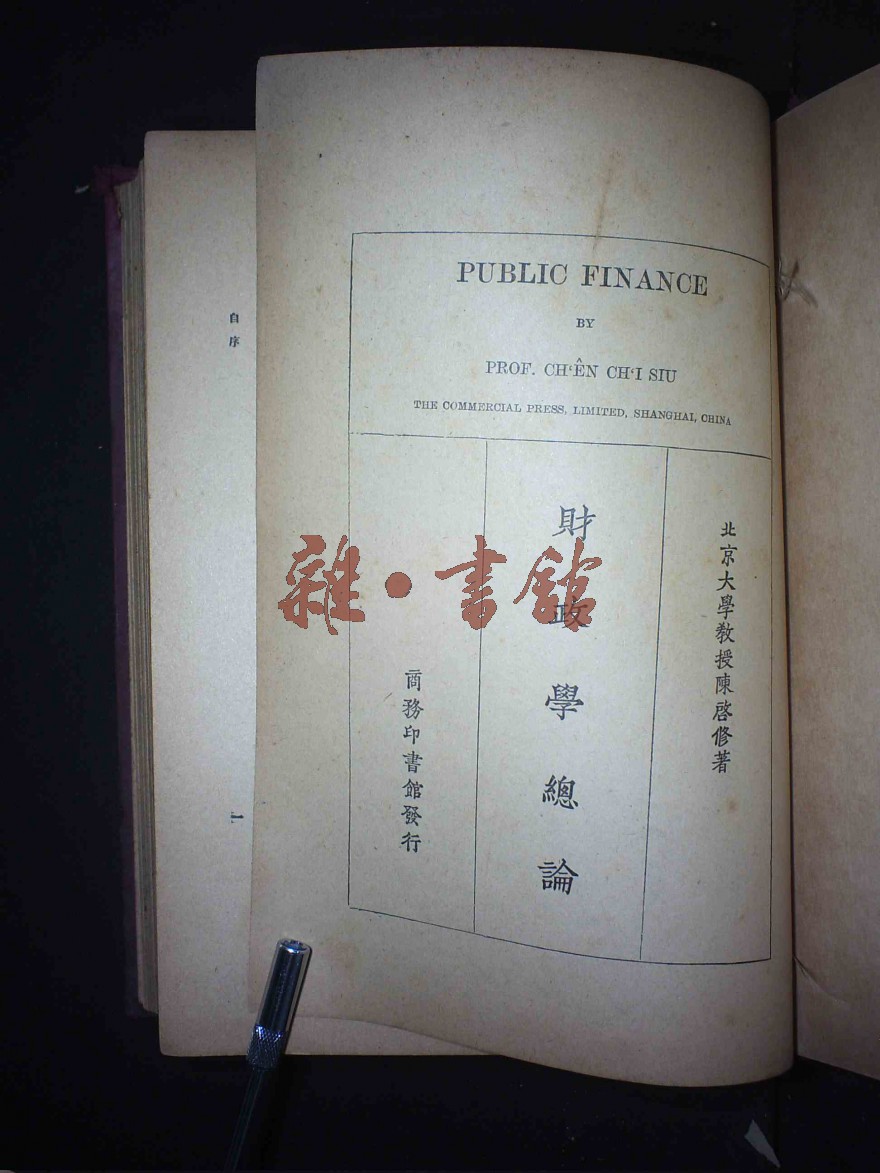 PUBLIC FINANCE
BY
PROF. CH‘ÊN CH‘I SIU
THE COMMERCIAL PRESS, LIMITED, SHANGHAI, CHINA
北京大學教授陳啓修著
財政學總論
商務印書館發行
自序
一
雜·書館